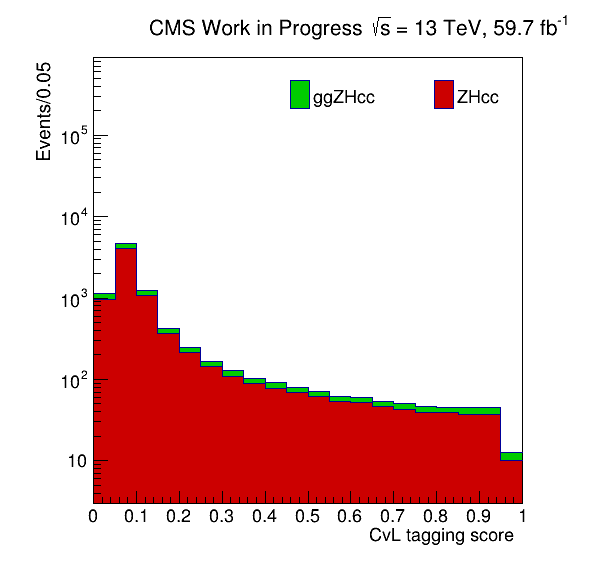 CMS Work in Progress √s = 13 TeV, 59.7 fb⁻¹
Events/0.05
ggZHcc ZHcc
10⁵
10⁴
10³
10²
10
0 0.1 0.2 0.3 0.4 0.5 0.6 0.7 0.8 0.9 1
CvL tagging score